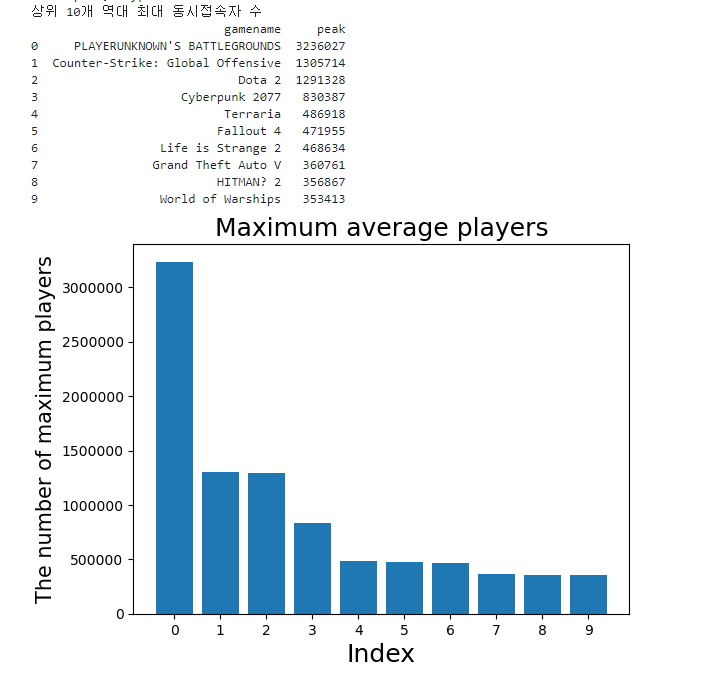 상위 10개 역대 최대 동시접속자 수
gamename peak
0 PLAYERUNKNOWN'S BATTLEGROUNDS 3236027
1 Counter-Strike: Global Offensive 1305714
2 Dota 2 1291328
3 Cyberpunk 2077 830387
4 Terraria 486918
5 Fallout 4 471955
6 Life is Strange 2 468634
7 Grand Theft Auto V 360761
8 HITMAN? 2 356867
9 World of Warships 353413
Maximum average players
The number of maximum players
3000000
2500000
2000000
1500000
1000000
500000
0
0 1 2 3 4 5 6 7 8 9
Index